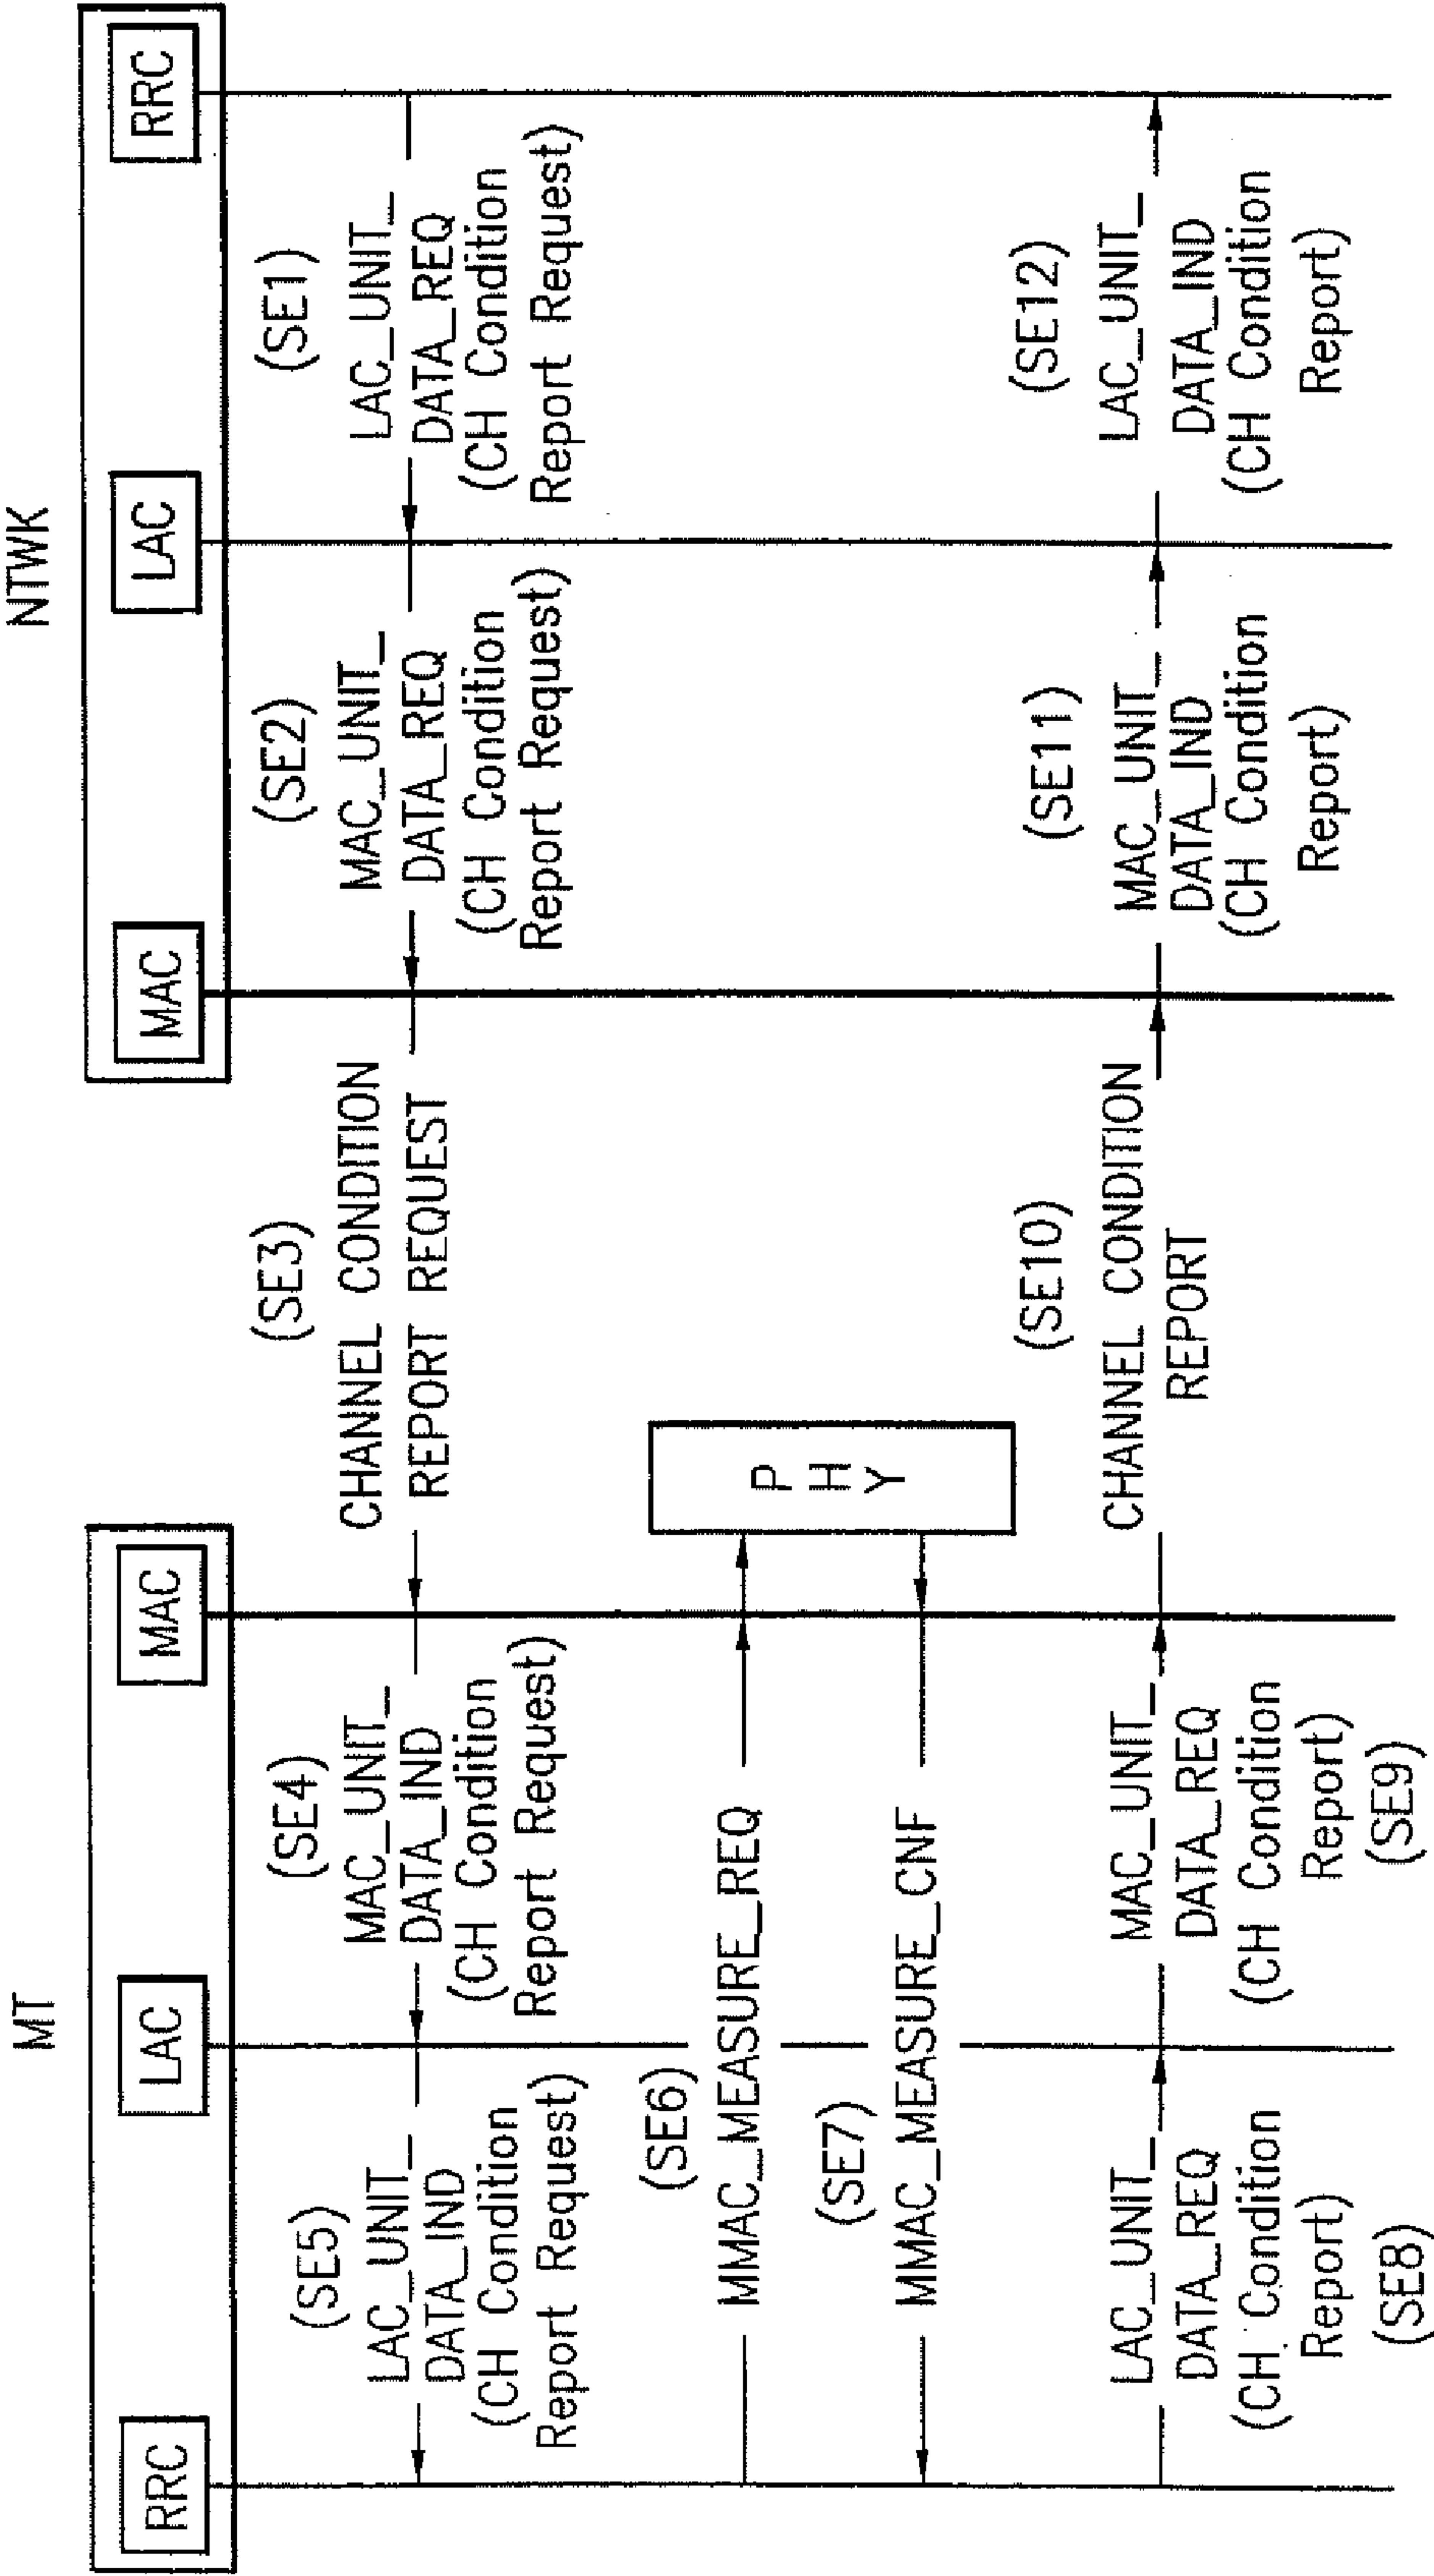 MT
NTWK
RRC
LAC
MAC
MAC
LAC
RRC
(SE5)
LAC_UNIT_
DATA_IND
(CH Condition
Report Request)
(SE4)
MAC_UNIT_
DATA_IND
(CH Condition
Report Request)
(SE3)
CHANNEL CONDITION
REPORT REQUEST
(SE2)
MAC_UNIT_
DATA_REQ
(CH Condition
Report Request)
(SE1)
LAC_UNIT_
DATA_REQ
(CH Condition
Report Request)
(SE6)
MMAC_MEASURE_REQ
PHY
(SE7)
MMAC_MEASURE_CNF
LAC_UNIT_
DATA_REQ
(CH Condition
Report)
(SE8)
MAC_UNIT_
DATA_REQ
(CH Condition
Report)
(SE9)
(SE10)
CHANNEL CONDITION
REPORT
(SE11)
MAC_UNIT_
DATA_IND
(CH Condition
Report)
(SE12)
LAC_UNIT_
DATA_IND
(CH Condition
Report)